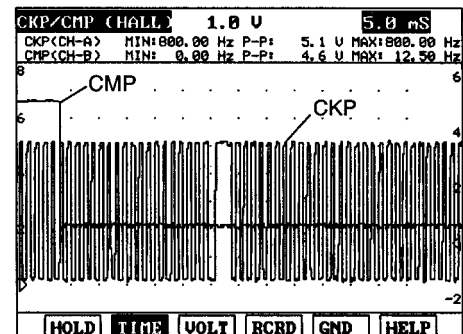 CKP/CMP (HALL) 1.0 V 5.0 mS
CKP(CH-A) MIN:800.00 Hz P-P: 5.1 V MAX:800.00 Hz
CMP(CH-B) MIN: 0.00 Hz P-P: 4.6 V MAX: 12.50 Hz
8 6
CMP
CKP
6 4
-2
HOLD TIME VOLT RCRD GND HELP